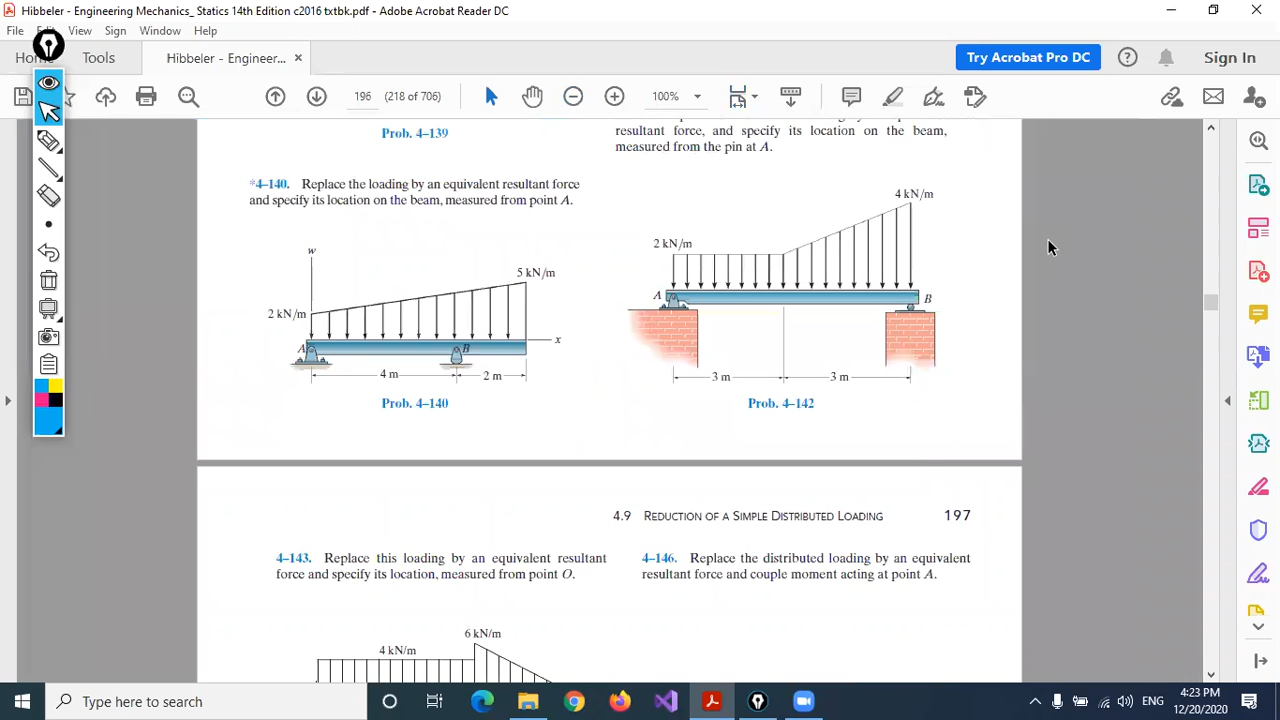 Hibbeler - Engineering Mechanics_ Statics 14th Edition c2016 txtbk.pdf - Adobe Acrobat Reader DC
File View Sign Window Help
Tools Hibbeler - Engineer... Try Acrobat Pro DC Sign In
196 (218 of 706) 100%
Prob. 4–139
resultant force, and specify its location on the beam,
measured from the pin at A.
*4–140. Replace the loading by an equivalent resultant force
and specify its location on the beam, measured from point A.
w
5 kN/m
2 kN/m
A
B
x
4 m
2 m
Prob. 4–140
4 kN/m
2 kN/m
A
B
3 m
3 m
Prob. 4–142
4.9 REDUCTION OF A SIMPLE DISTRIBUTED LOADING 197
4–143. Replace this loading by an equivalent resultant
force and specify its location, measured from point O.
6 kN/m
4 kN/m
4–146. Replace the distributed loading by an equivalent
resultant force and couple moment acting at point A.
Type here to search
ENG
4:23 PM
12/20/2020